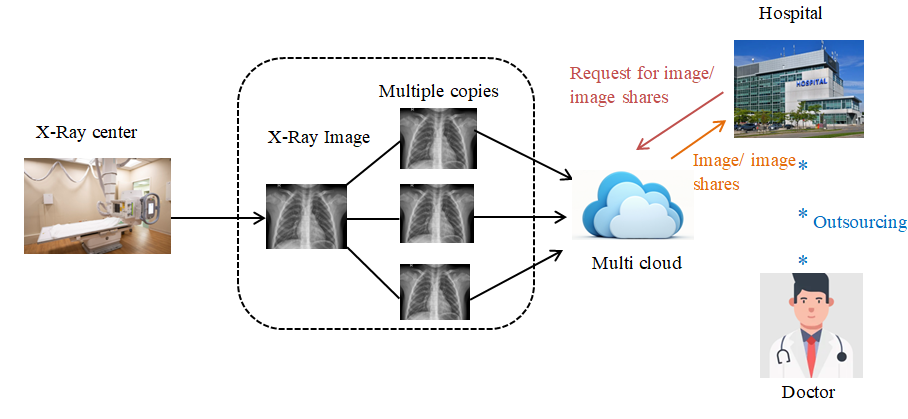 Hospital
Request for image/
image shares
HOSPITAL
Multiple copies
X-Ray center
X-Ray Image
Image/ image
shares
*
*
Outsourcing
*
Multi cloud
Doctor